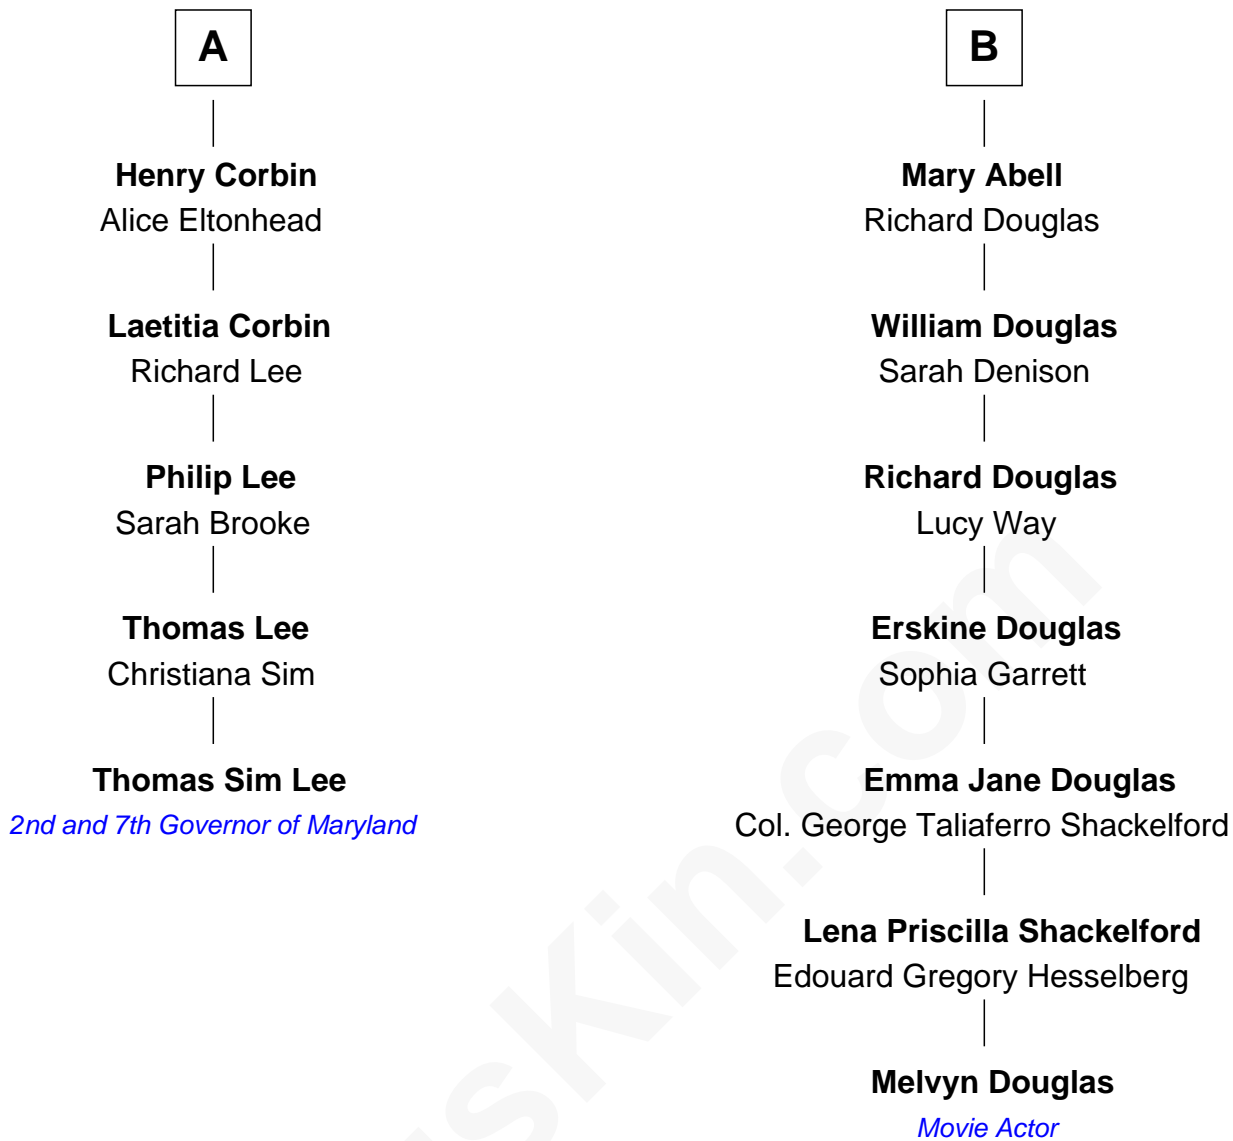 A
Henry Corbin
Alice Eltonhead
Laetitia Corbin
Richard Lee
Philip Lee
Sarah Brooke
Thomas Lee
Christiana Sim
Thomas Sim Lee
2nd and 7th Governor of Maryland
B
Mary Abell
Richard Douglas
William Douglas
Sarah Denison
Richard Douglas
Lucy Way
Erskine Douglas
Sophia Garrett
Emma Jane Douglas
Col. George Taliaferro Shackelford
Lena Priscilla Shackelford
Edouard Gregory Hesselberg
Melvyn Douglas
Movie Actor
usKin.com